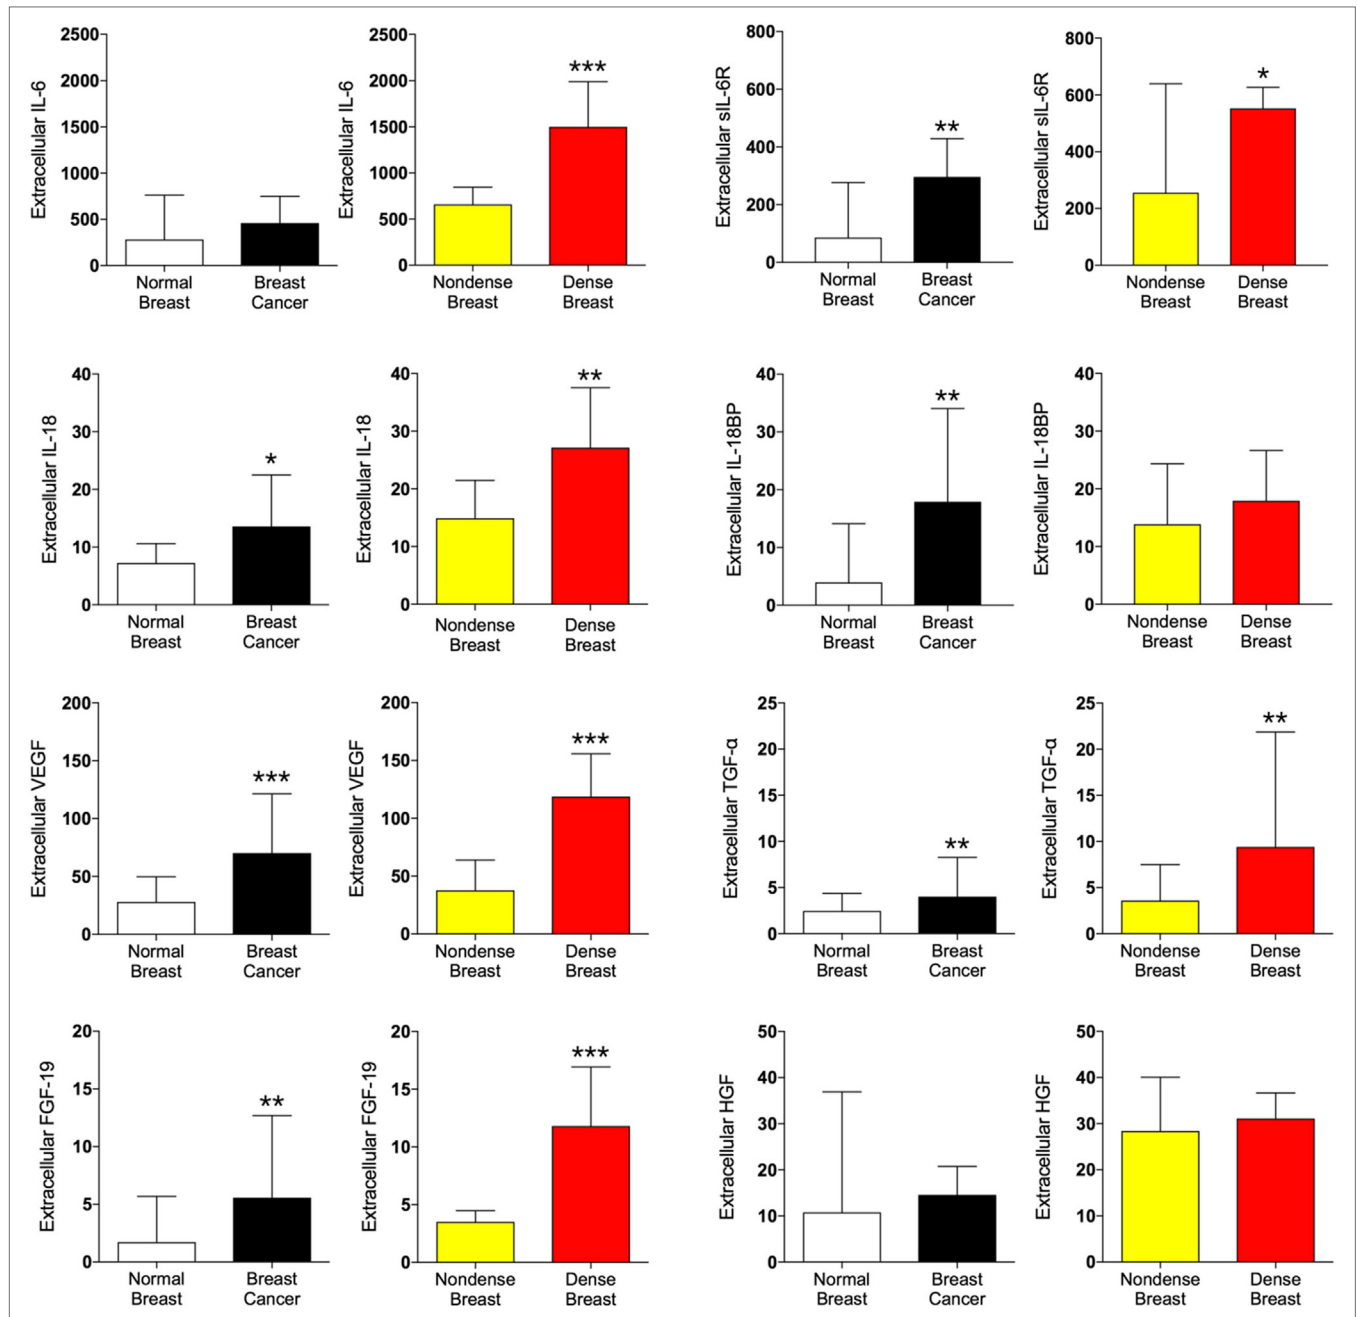 Extracellular IL-6
2500
2000
1500
1000
500
0
Normal
Breast
Breast
Cancer
Extracellular IL-6
2500
2000
1500
1000
500
0
***
Nondense
Breast
Dense
Breast
Extracellular sIL-6R
800
600
400
200
0
**
Normal
Breast
Breast
Cancer
Extracellular sIL-6R
800
600
400
200
0
*
Nondense
Breast
Dense
Breast
Extracellular IL-18
40
30
20
10
0
*
Normal
Breast
Breast
Cancer
Extracellular IL-18
40
30
20
10
0
**
Nondense
Breast
Dense
Breast
Extracellular IL-18BP
40
30
20
10
0
**
Normal
Breast
Breast
Cancer
Extracellular IL-18BP
40
30
20
10
0
Nondense
Breast
Dense
Breast
Extracellular VEGF
200
150
100
50
0
***
Normal
Breast
Breast
Cancer
Extracellular VEGF
200
150
100
50
0
***
Nondense
Breast
Dense
Breast
Extracellular TGF-α
25
20
15
10
5
0
**
Normal
Breast
Breast
Cancer
Extracellular TGF-α
25
20
15
10
5
0
**
Nondense
Breast
Dense
Breast
Extracellular FGF-19
20
15
10
5
0
**
Normal
Breast
Breast
Cancer
Extracellular FGF-19
20
15
10
5
0
***
Nondense
Breast
Dense
Breast
Extracellular HGF
50
40
30
20
10
0
Normal
Breast
Breast
Cancer
Extracellular HGF
50
40
30
20
10
0
Nondense
Breast
Dense
Breast